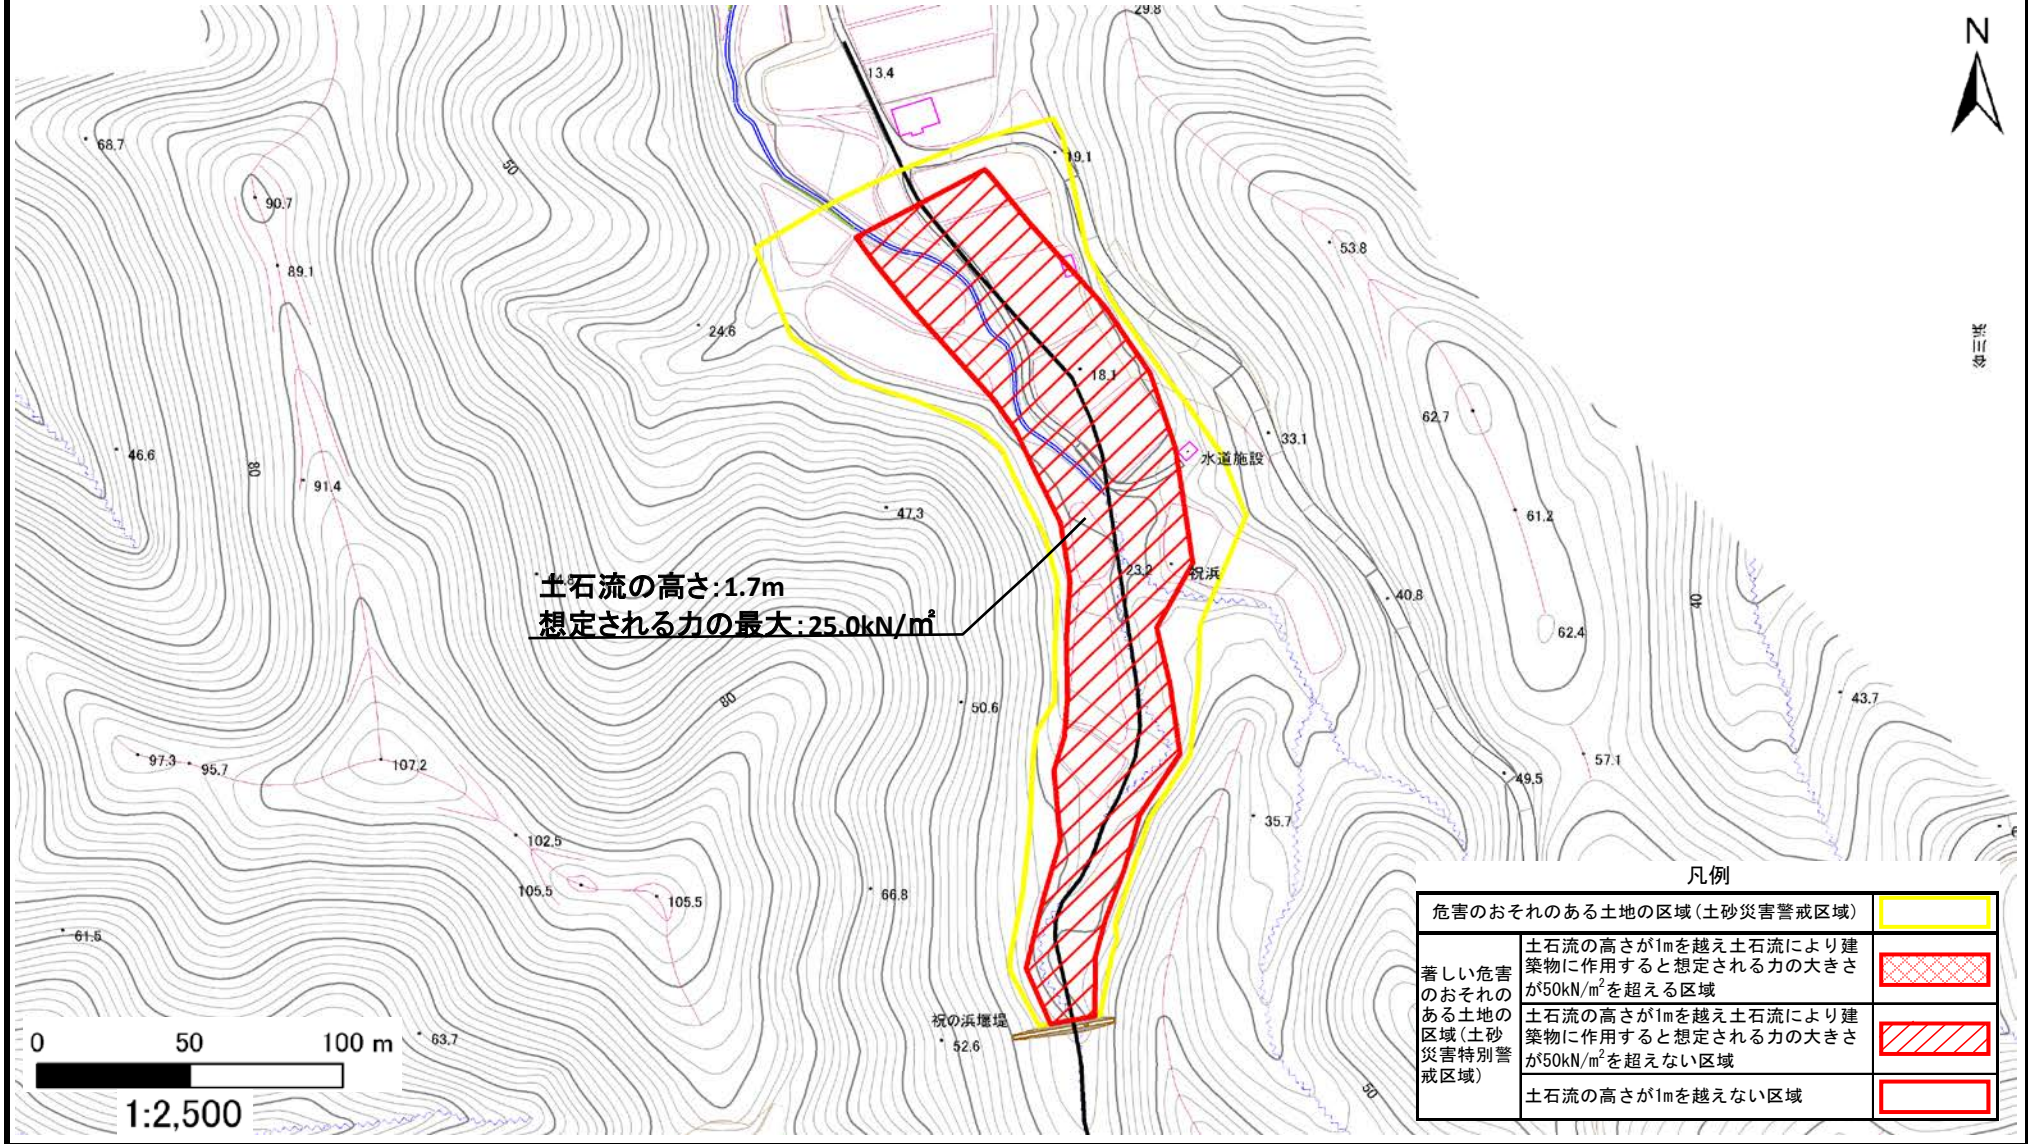 29.8
N
13.4
68.7
50
19.1
90.7
53.8
89.1
24.6
谷三浜
18.1
62.7
33.1
水道施設
46.6
80
91.4
47.3
61.2
土石流の高さ:1.7m
23.2
祝浜
40.8
40
想定される力の最大:25.0kN/㎡
62.4
80
50.6
43.7
97.3
95.7
107.2
57.1
49.5
102.5
35.7
105.5
105.5
66.8
61.5
祝の浜堰堤
52.6
63.7
50
0 50 100 m
1:2,500
凡例
危害のおそれのある土地の区域(土砂災害警戒区域)
著しい危害
のおそれの
ある土地の
区域(土砂
災害特別警
戒区域)
土石流の高さが1mを越え土石流により建
築物に作用すると想定される力の大きさ
が50kN/m²を超える区域
土石流の高さが1mを越え土石流により建
築物に作用すると想定される力の大きさ
が50kN/m²を超えない区域
土石流の高さが1mを越えない区域